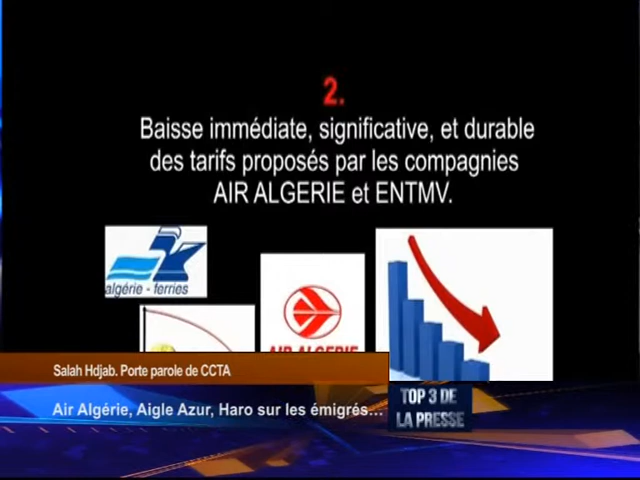 2.
Baisse immédiate, significative, et durable
des tarifs proposés par les compagnies
AIR ALGERIE et ENTMV.
algérie - ferries
AIR ALGERIE
Salah Hdjab. Porte parole de CCTA
Air Algérie, Aigle Azur, Haro sur les émigrés...
TOP 3 DE
LA PRESSE